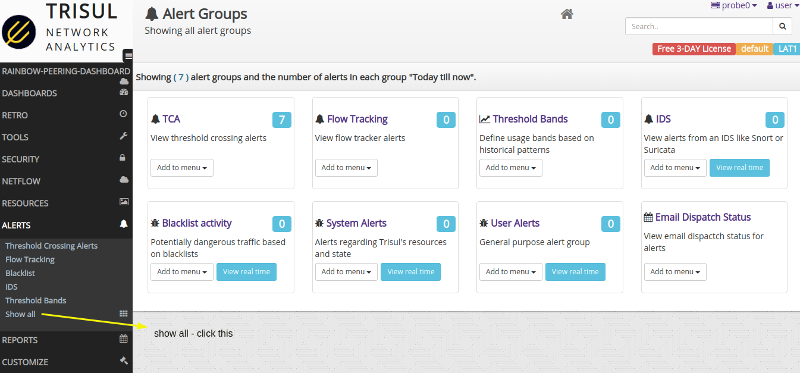 TRISUL
NETWORK
ANALYTICS
Alert Groups
Showing all alert groups
probe0
user
Search..
Free 3-DAY License
default
LAT1
RAINBOW-PEERING-DASHBOARD
DASHBOARDS
RETRO
TOOLS
SECURITY
NETFLOW
RESOURCES
ALERTS
Threshold Crossing Alerts
Flow Tracking
Blacklist
IDS
Threshold Bands
Show all
REPORTS
CUSTOMIZE
Showing ( 7 ) alert groups and the number of alerts in each group "Today till now".
TCA
7
View threshold crossing alerts
Add to menu
Flow Tracking
0
View flow tracker alerts
Add to menu
Threshold Bands
0
Define usage bands based on
historical patterns
Add to menu
IDS
0
View alerts from an IDS like Snort or
Suricata
Add to menu
View real time
Blacklist activity
0
Potentially dangerous traffic based
on blacklists
Add to menu
View real time
System Alerts
0
Alerts regarding Trisul's resources
and state
Add to menu
View real time
User Alerts
0
General purpose alert group
Add to menu
View real time
Email Dispatch Status
View email dispactch status for
alerts
Add to menu
show all - click this